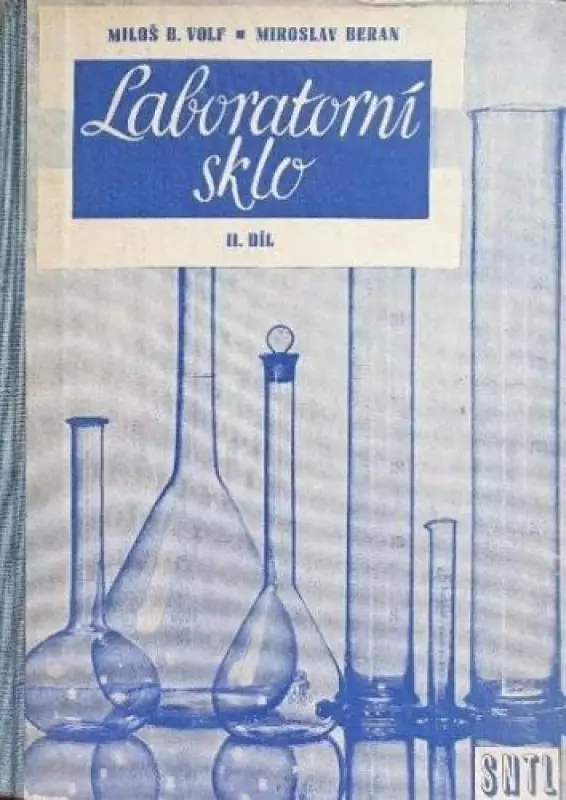 MILOŠ B. VOLF ■ MIROSLAV BERAN
Laboratorní
sklo
II. DÍL
SNTL